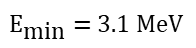 E_min = 3.1 MeV